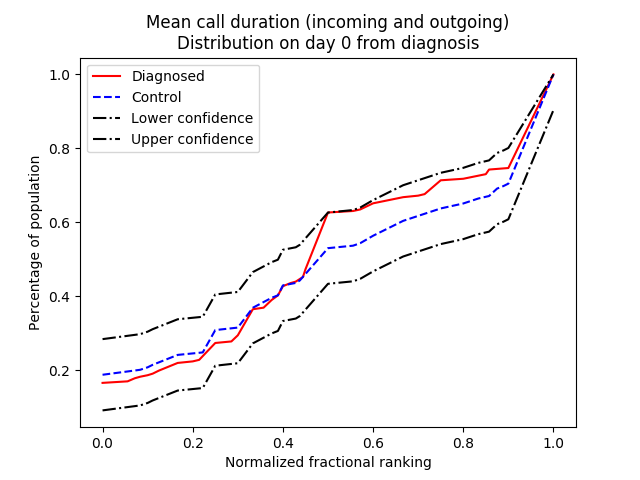 Mean call duration (incoming and outgoing)
Distribution on day 0 from diagnosis
Diagnosed
Control
Lower confidence
Upper confidence
Percentage of population
1.0
0.8
0.6
0.4
0.2
0.0 0.2 0.4 0.6 0.8 1.0
Normalized fractional ranking